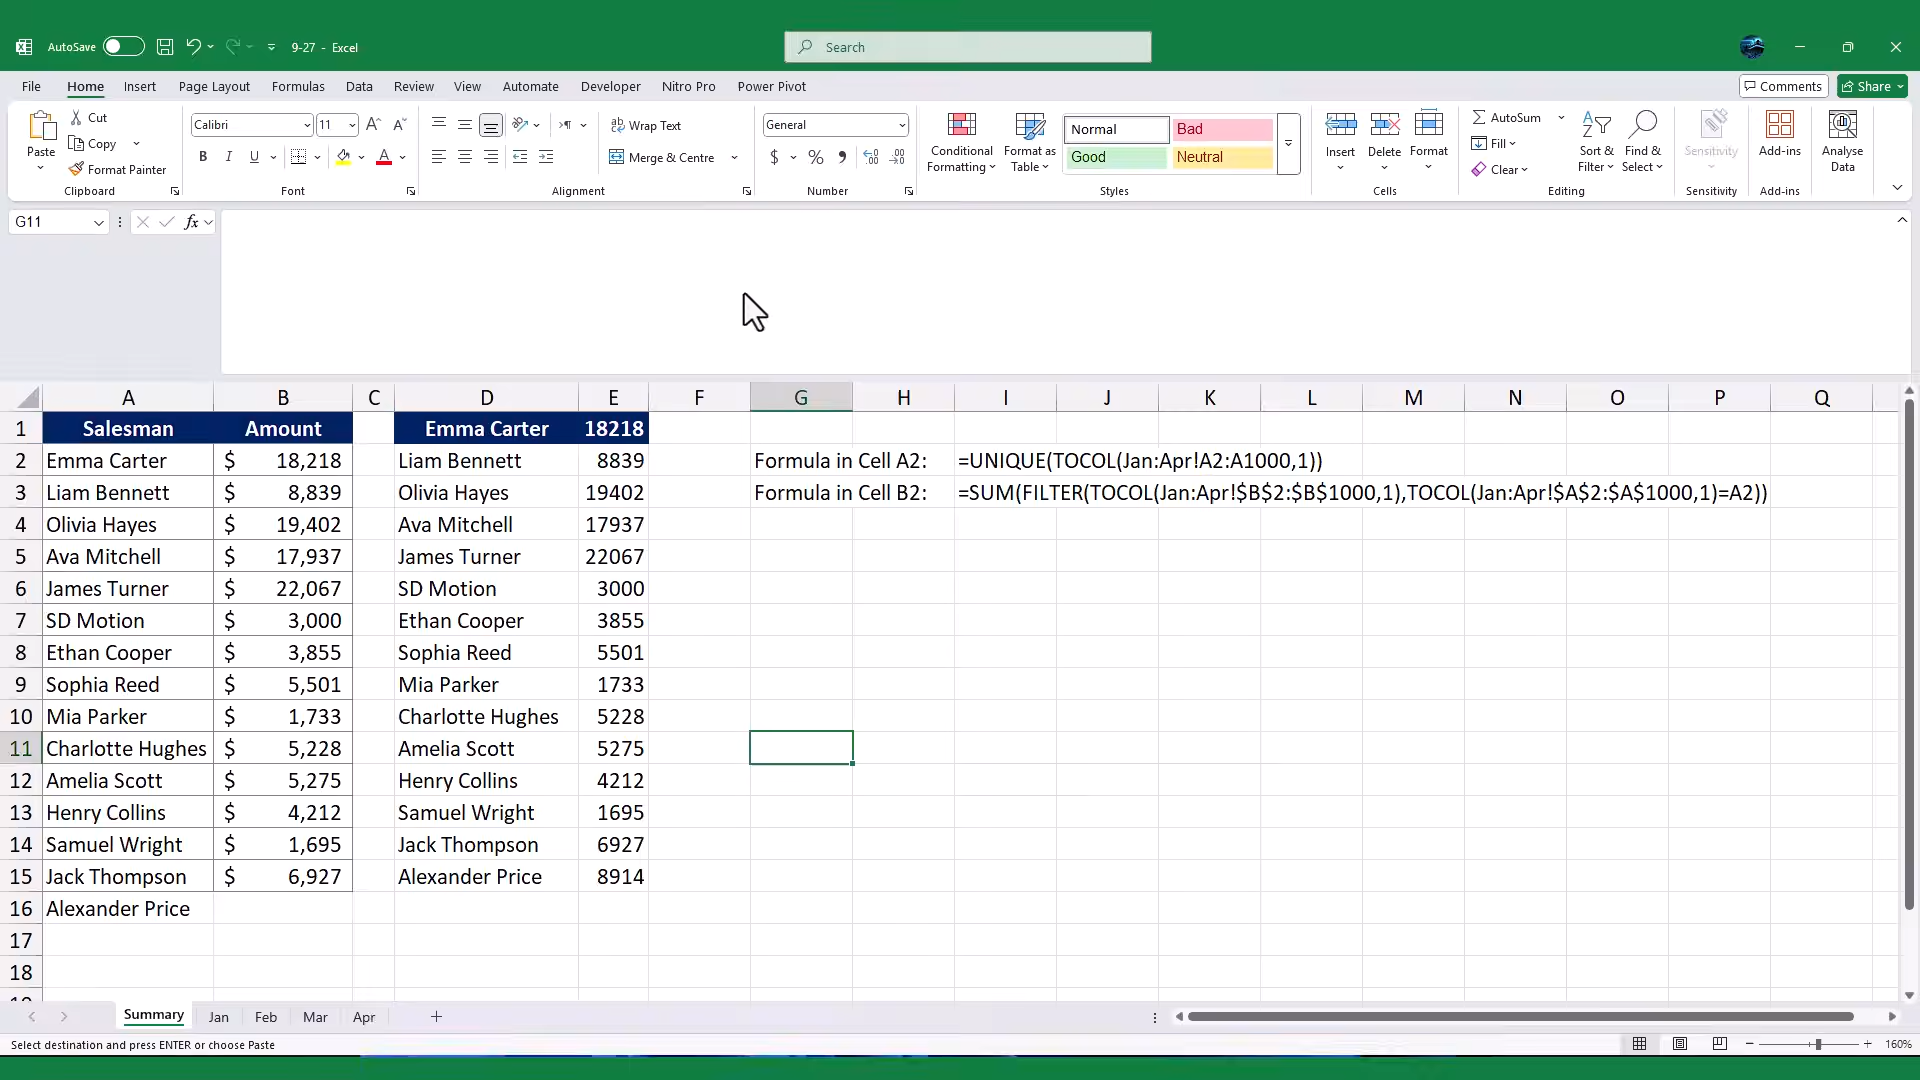 AutoSave 9-27 - Excel Search
File Home Insert Page Layout Formulas Data Review View Automate Developer Nitro Pro Power Pivot Comments Share
Paste Cut Copy Format Painter Clipboard
Calibri 11 B I U A Font
ab Wrap Text Merge & Centre Alignment
General $ % Number
Conditional Formatting Format as Table Normal Bad Good Neutral Styles
Insert Delete Format Cells
AutoSum Fill Clear Sort & Filter Find & Select Editing
Sensitivity Sensitivity
Add-ins Add-ins
Analyse Data
G11 fx
A B C D E F G H I J K L M N O P Q
1 Salesman Amount Emma Carter 18218
2 Emma Carter $ 18,218 Liam Bennett 8839 Formula in Cell A2: =UNIQUE(TOCOL(Jan:Apr!A2:A1000,1))
3 Liam Bennett $ 8,839 Olivia Hayes 19402 Formula in Cell B2: =SUM(FILTER(TOCOL(Jan:Apr!$B$2:$B$1000,1),TOCOL(Jan:Apr!$A$2:$A$1000,1)=A2))
4 Olivia Hayes $ 19,402 Ava Mitchell 17937
5 Ava Mitchell $ 17,937 James Turner 22067
6 James Turner $ 22,067 SD Motion 3000
7 SD Motion $ 3,000 Ethan Cooper 3855
8 Ethan Cooper $ 3,855 Sophia Reed 5501
9 Sophia Reed $ 5,501 Mia Parker 1733
10 Mia Parker $ 1,733 Charlotte Hughes 5228
11 Charlotte Hughes $ 5,228 Amelia Scott 5275
12 Amelia Scott $ 5,275 Henry Collins 4212
13 Henry Collins $ 4,212 Samuel Wright 1695
14 Samuel Wright $ 1,695 Jack Thompson 6927
15 Jack Thompson $ 6,927 Alexander Price 8914
16 Alexander Price
17
18
Summary Jan Feb Mar Apr
Select destination and press ENTER or choose Paste 160%